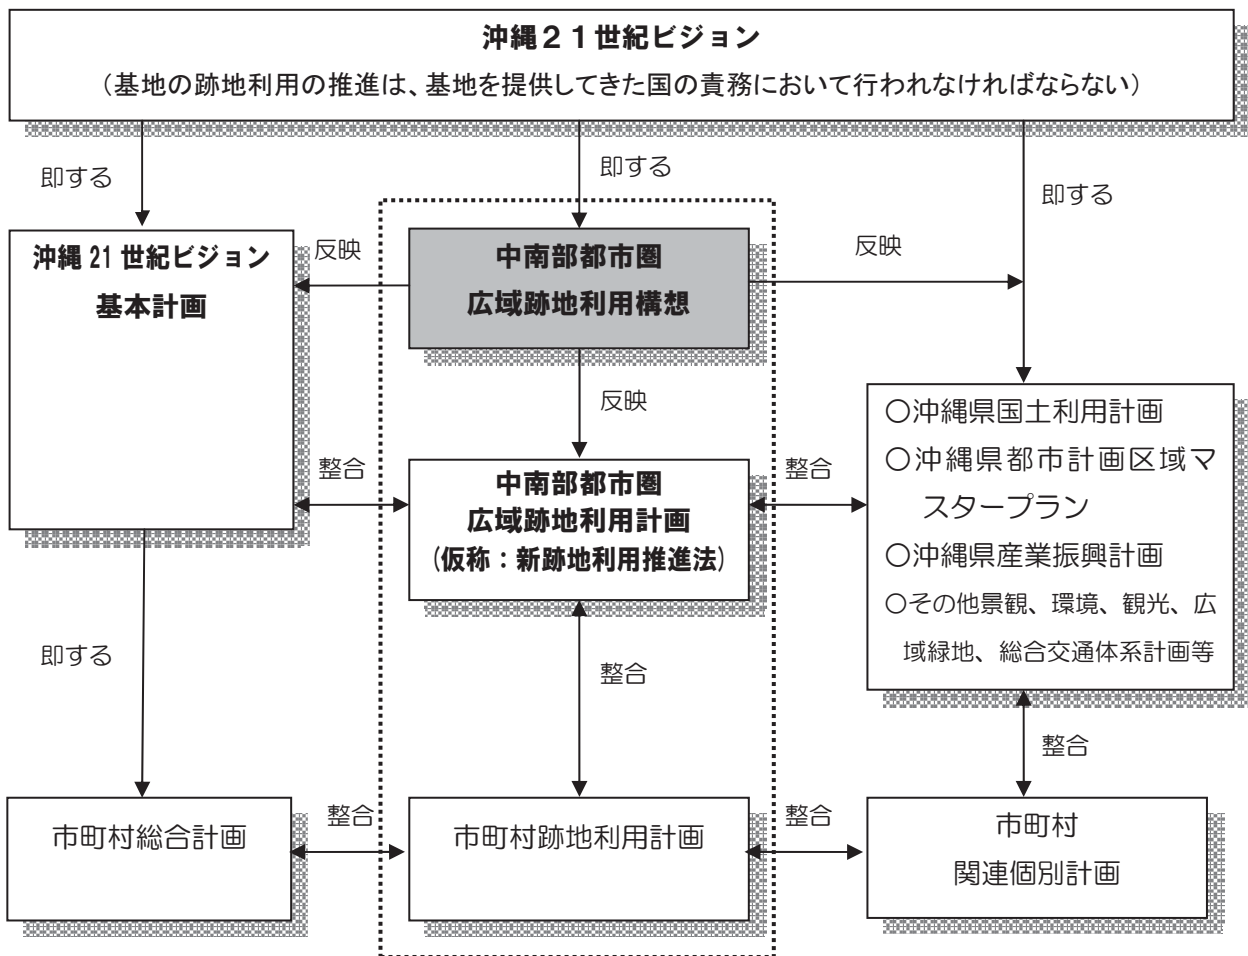 沖縄２１世紀ビジョン
（基地の跡地利用の推進は、基地を提供してきた国の責務において行われなければならない）
即する
即する
即する
沖縄 21 世紀ビジョン
基本計画
反映
中南部都市圏
広域跡地利用構想
反映
反映
整合
中南部都市圏
広域跡地利用計画
（仮称：新跡地利用推進法）
整合
○沖縄県国土利用計画
○沖縄県都市計画区域マ
スタープラン
○沖縄県産業振興計画
○その他景観、環境、観光、広
域緑地、総合交通体系計画等
即する
整合
整合
市町村総合計画
整合
市町村跡地利用計画
整合
市町村
関連個別計画